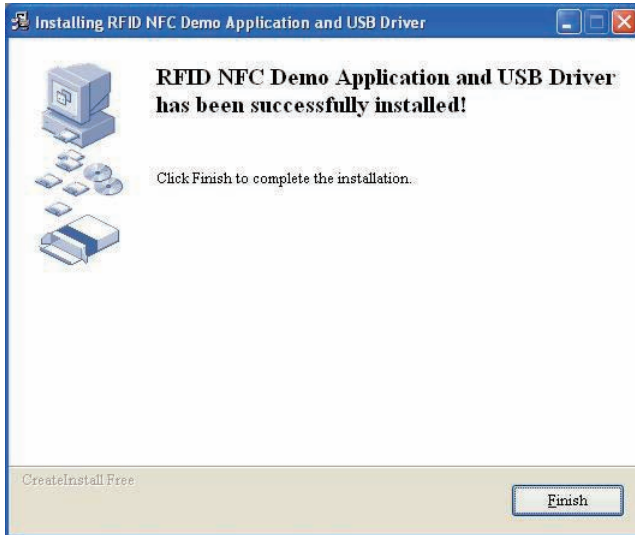 Installing RFID NFC Demo Application and USB Driver
RFID NFC Demo Application and USB Driver
has been successfully installed!
Click Finish to complete the installation.
CreateInstall Free
Finish